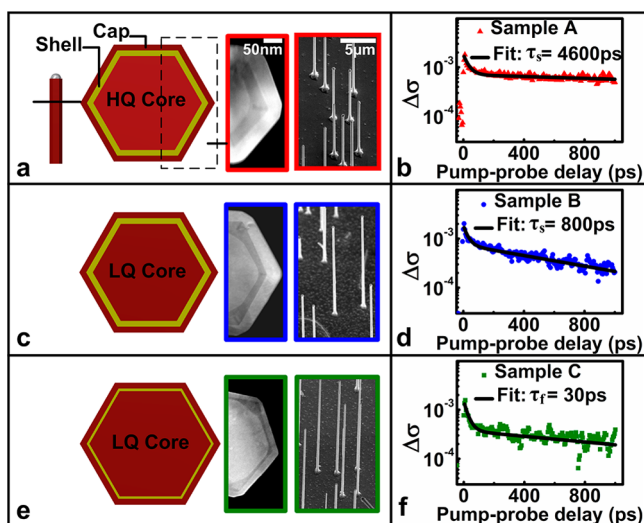 Shell
Cap
HQ Core
50nm
5μm
a
Sample A
Fit: τs= 4600ps
Δσ
10-3
10-4
0
400
800
Pump-probe delay (ps)
b
LQ Core
c
Sample B
Fit: τs= 800ps
Δσ
10-3
10-4
0
400
800
Pump-probe delay (ps)
d
LQ Core
e
Sample C
Fit: τf= 30ps
Δσ
10-3
10-4
0
400
800
Pump-probe delay (ps)
f